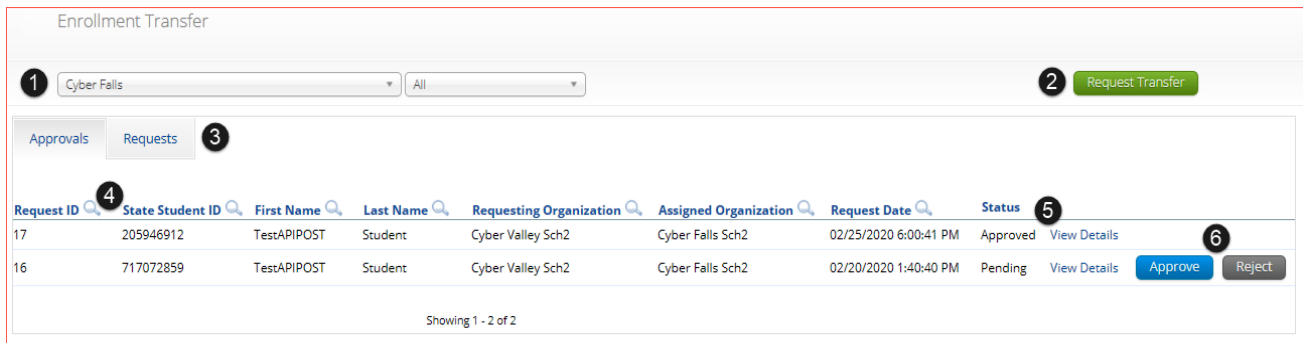 Enrollment Transfer
1 Cyber Falls All 2 Request Transfer
Approvals Requests 3
4
Request ID State Student ID First Name Last Name Requesting Organization Assigned Organization Request Date Status
5
17 205946912 TestAPIPOST Student Cyber Valley Sch2 Cyber Falls Sch2 02/25/2020 6:00:41 PM Approved View Details
6
16 717072859 TestAPIPOST Student Cyber Valley Sch2 Cyber Falls Sch2 02/20/2020 1:40:40 PM Pending View Details Approve Reject
Showing 1 - 2 of 2